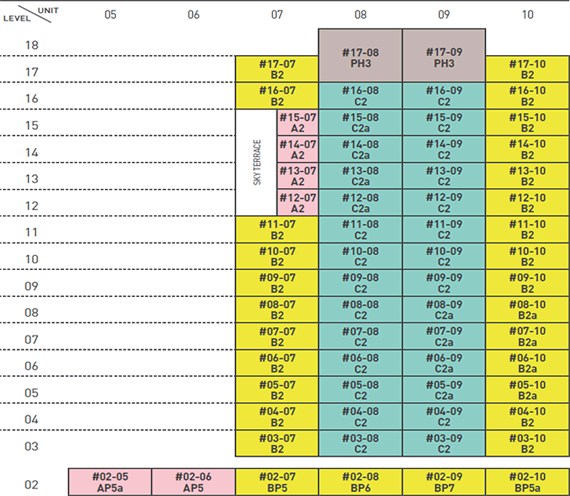 LEVEL UNIT 05 06 07 08 09 10
18
#17-08 #17-09
PH3 PH3
17 #17-07 #17-10
B2 B2
16 #16-07 #16-08 #16-09 #16-10
B2 C2 C2 B2
15 #15-07 #15-08 #15-09 #15-10
A2 C2a C2 B2
SKY TERRACE
14 #14-07 #14-08 #14-09 #14-10
A2 C2a C2 B2
13 #13-07 #13-08 #13-09 #13-10
A2 C2a C2 B2
12 #12-07 #12-08 #12-09 #12-10
A2 C2a C2 B2
11 #11-07 #11-08 #11-09 #11-10
B2 C2 C2 B2
10 #10-07 #10-08 #10-09 #10-10
B2 C2 C2 B2
09 #09-07 #09-08 #09-09 #09-10
B2 C2 C2 B2
08 #08-07 #08-08 #08-09 #08-10
B2 C2 C2a B2a
07 #07-07 #07-08 #07-09 #07-10
B2 C2 C2a B2a
06 #06-07 #06-08 #06-09 #06-10
B2 C2 C2a B2a
05 #05-07 #05-08 #05-09 #05-10
B2 C2 C2a B2a
04 #04-07 #04-08 #04-09 #04-10
B2 C2 C2 B2
03 #03-07 #03-08 #03-09 #03-10
B2 C2 C2 B2
02 #02-05 #02-06 #02-07 #02-08 #02-09 #02-10
AP5a AP5 BP5 BP6 BP7 BP5a